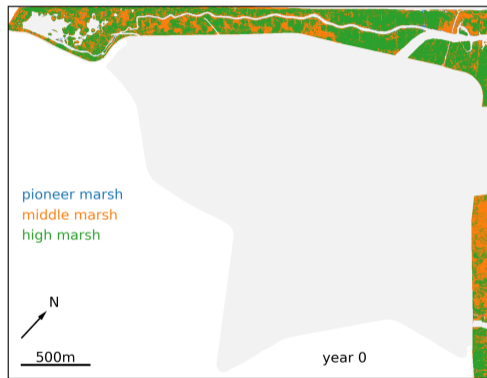 pioneer marsh
middle marsh
high marsh
N
500m
year 0